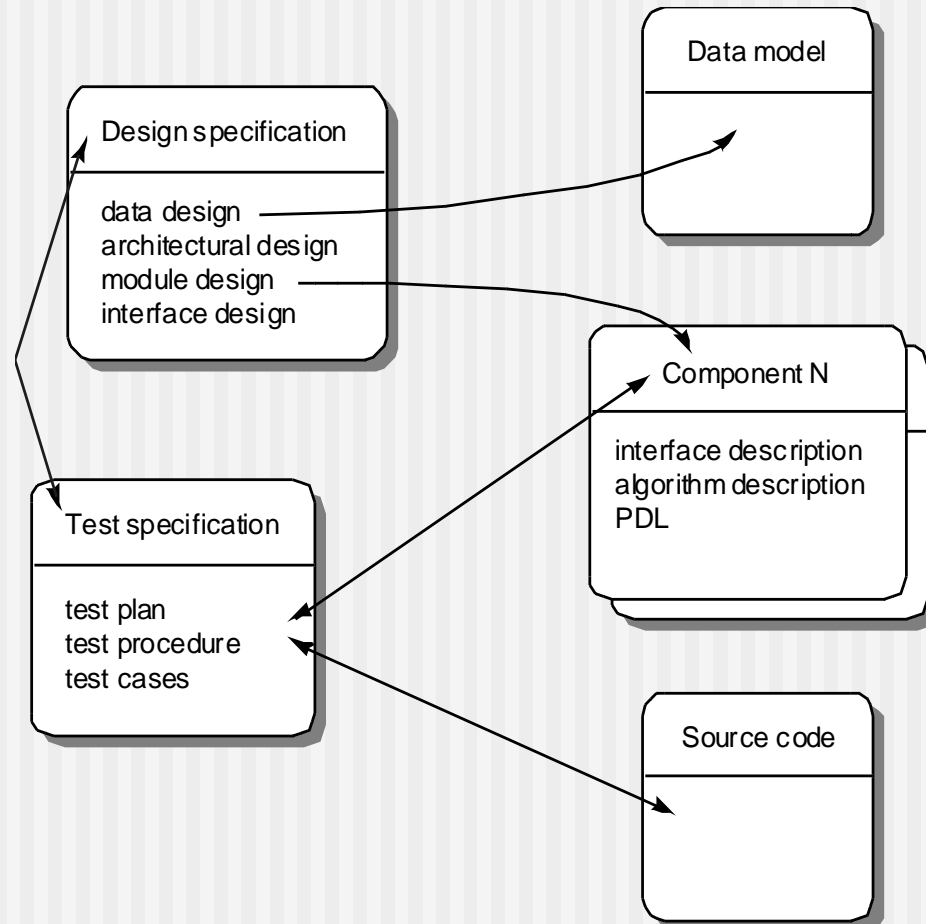 Data model
Design specification
data design
architectural design
module design
interface design
Component N
interface description
algorithm description
PDL
Test specification
test plan
test procedure
test cases
Source code